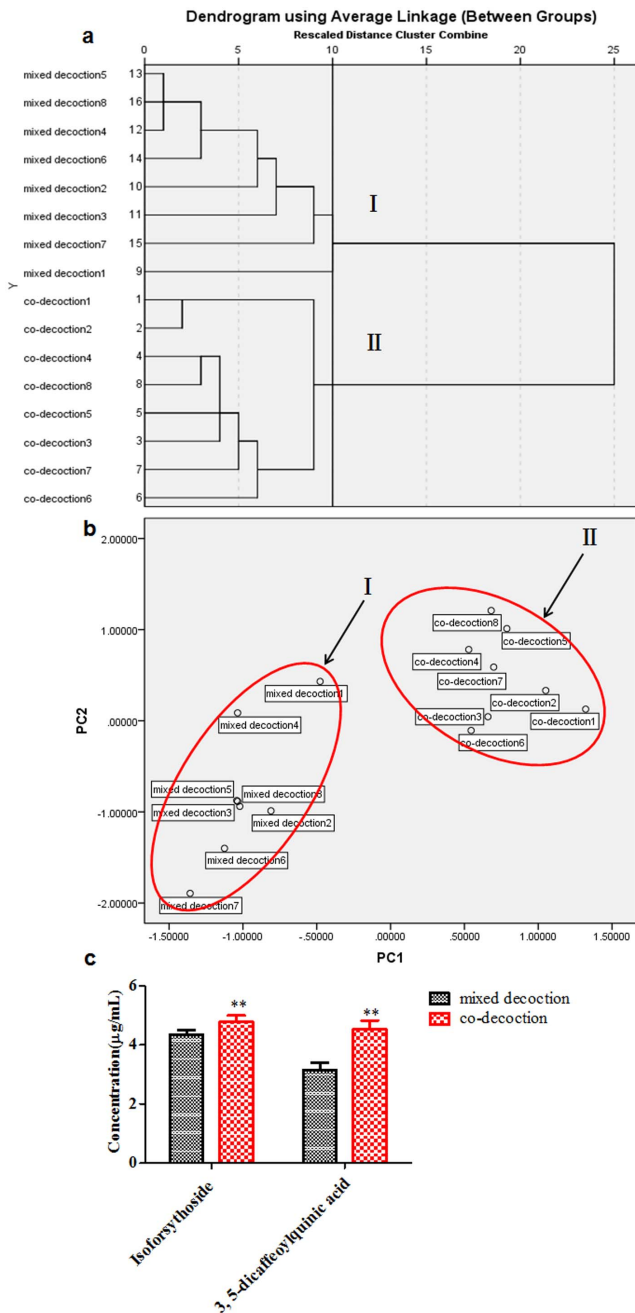 Dendrogram using Average Linkage (Between Groups)
a
Rescaled Distance Cluster Combine
0 5 10 15 20 25
mixed decoction5 13
mixed decoction8 16
mixed decoction4 12
mixed decoction6 14
mixed decoction2 10
mixed decoction3 11
mixed decoction7 15
mixed decoction1 9
co-decoction1 1
co-decoction2 2
co-decoction4 4
co-decoction8 8
co-decoction5 5
co-decoction3 3
co-decoction7 7
co-decoction6 6
Y
I
II
b
2.00000
1.00000
.00000
-1.00000
-2.00000
PC2
I
II
co-decoction8
co-decoction5
co-decoction4
co-decoction7
co-decoction2
co-decoction3
co-decoction1
co-decoction6
mixed decoction1
mixed decoction4
mixed decoction5
mixed decoction8
mixed decoction3
mixed decoction2
mixed decoction6
mixed decoction7
-1.50000 -1.00000 -.50000 .00000 .50000 1.00000 1.50000
PC1
c
Concentration(μg/mL)
6
4
2
0
**
**
mixed decoction
co-decoction
Isoforsythoside
3, 5-dicaffeoylquinic acid